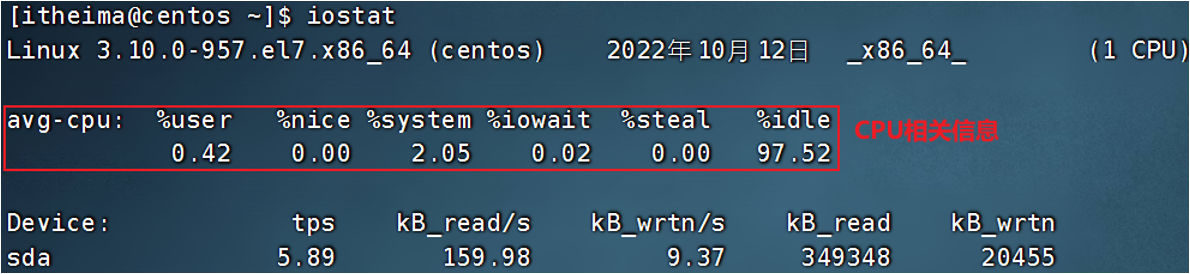 [itheima@centos ~]$ iostat
Linux 3.10.0-957.el7.x86_64 (centos) 2022年10月12日 _x86_64_ (1 CPU)
avg-cpu: %user %nice %system %iowait %steal %idle
0.42 0.00 2.05 0.02 0.00 97.52
CPU相关信息
Device: tps kB_read/s kB_wrtn/s kB_read kB_wrtn
sda 5.89 159.98 9.37 349348 20455